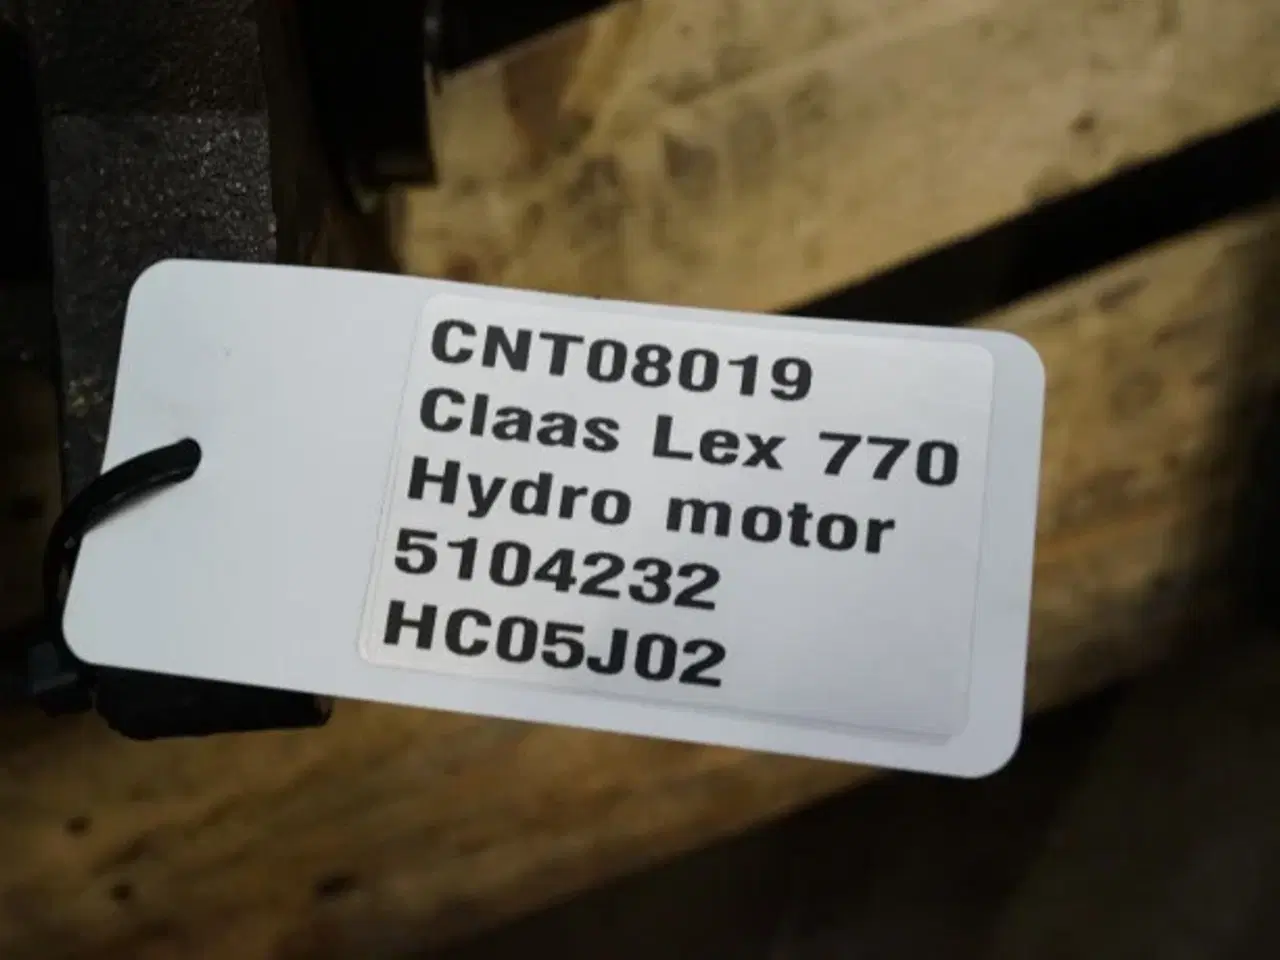 CNT08019
Claas Lex 770
Hydro motor
5104232
HC05J02